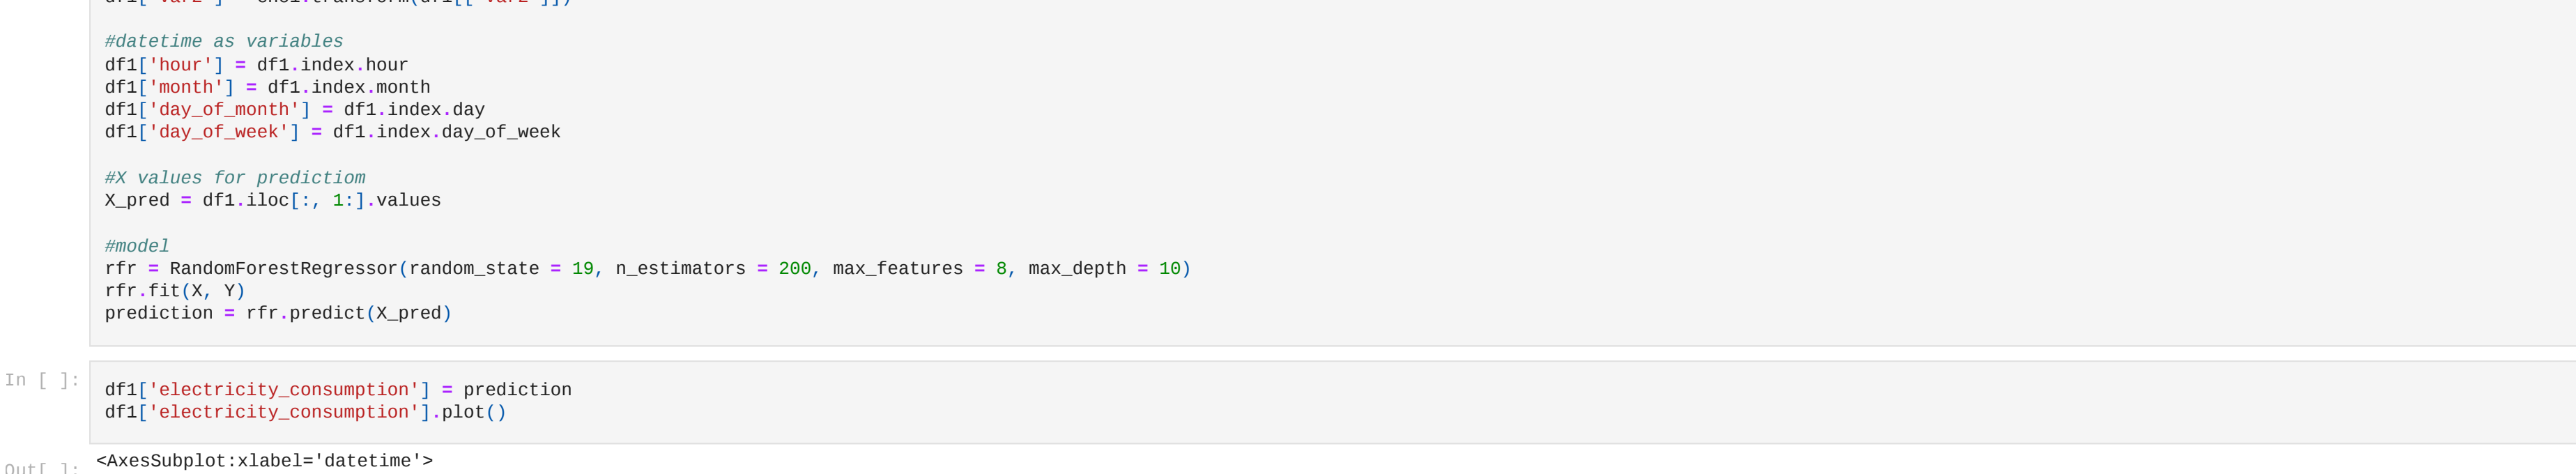 #datetime as variables
df1['hour'] = df1.index.hour
df1['month'] = df1.index.month
df1['day_of_month'] = df1.index.day
df1['day_of_week'] = df1.index.day_of_week
#X values for predictiom
X_pred = df1.iloc[:, 1:].values
#model
rfr = RandomForestRegressor(random_state = 19, n_estimators = 200, max_features = 8, max_depth = 10)
rfr.fit(X, Y)
prediction = rfr.predict(X_pred)
In [ ]:
df1['electricity_consumption'] = prediction
df1['electricity_consumption'].plot()
Out[ ]:
<AxesSubplot:xlabel='datetime'>